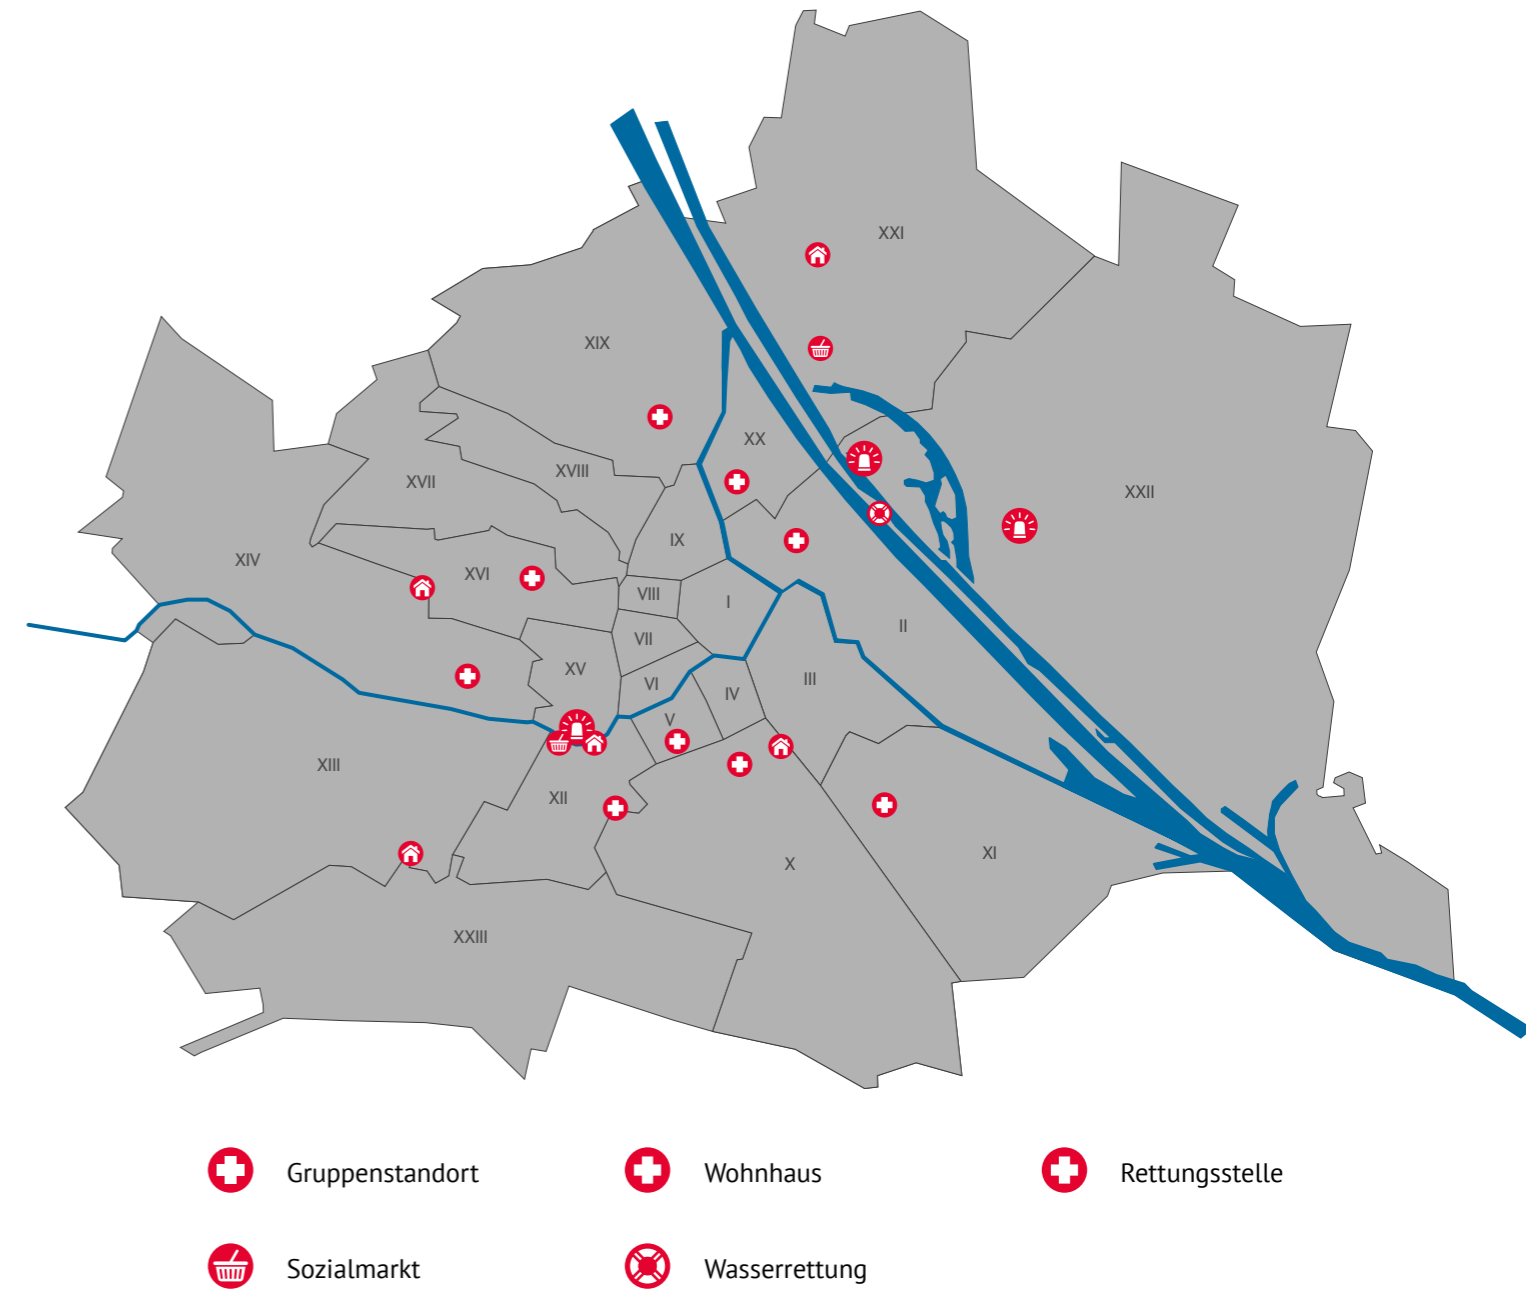 XXI
XIX
XX
XVIII
XVII
XXII
IX
XIV
XVI
VIII
I
II
VII
XV
III
VI
IV
V
XIII
XII
XI
X
XXIII
Gruppenstandort
Wohnhaus
Rettungsstelle
Sozialmarkt
Wasserrettung